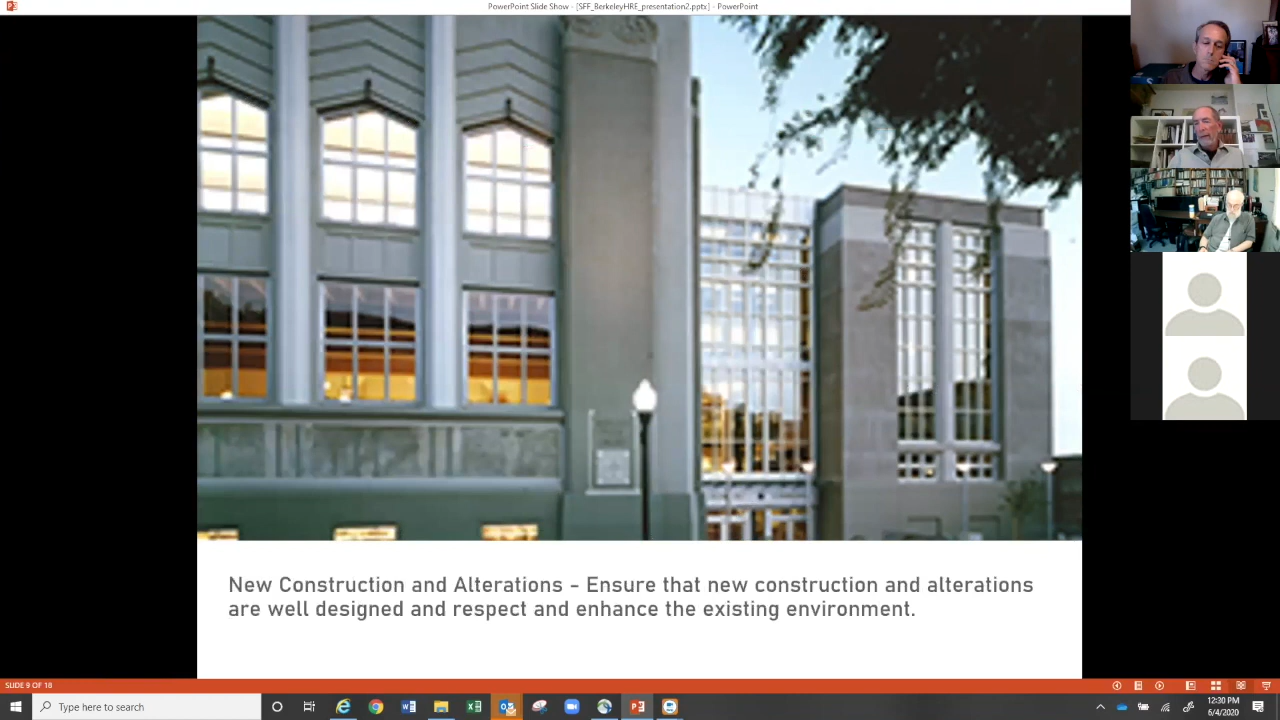 PowerPoint Slide Show - [SFF_BerkeleyHRE_presentation2.pptx] - PowerPoint
New Construction and Alterations - Ensure that new construction and alterations
are well designed and respect and enhance the existing environment.
SLIDE 9 OF 18
Type here to search
12:30 PM
6/4/2020